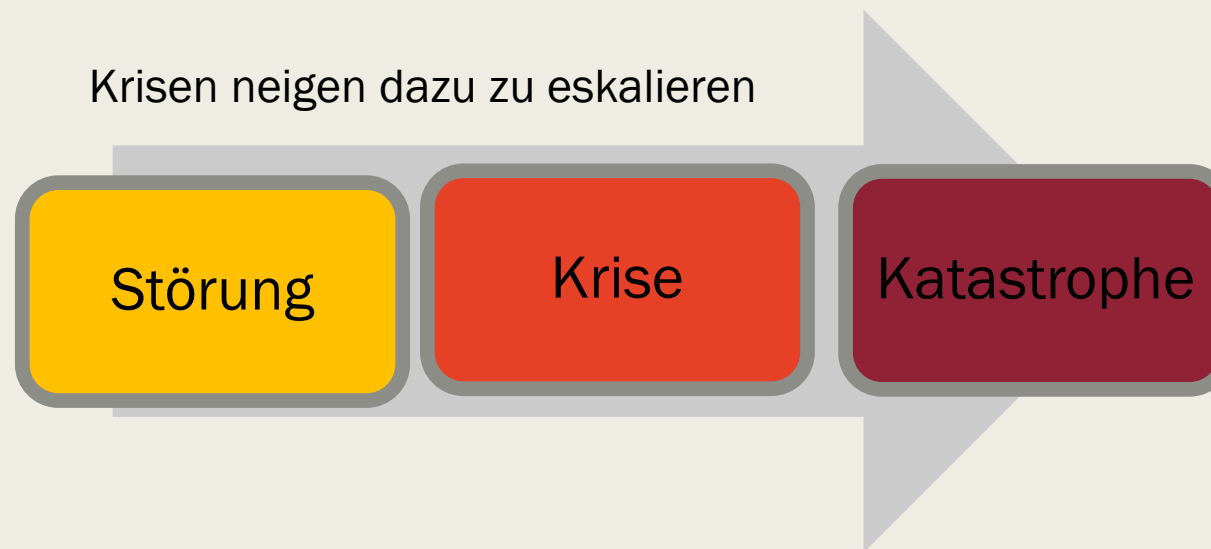 Krisen neigen dazu zu eskalieren
Störung
Krise
Katastrophe